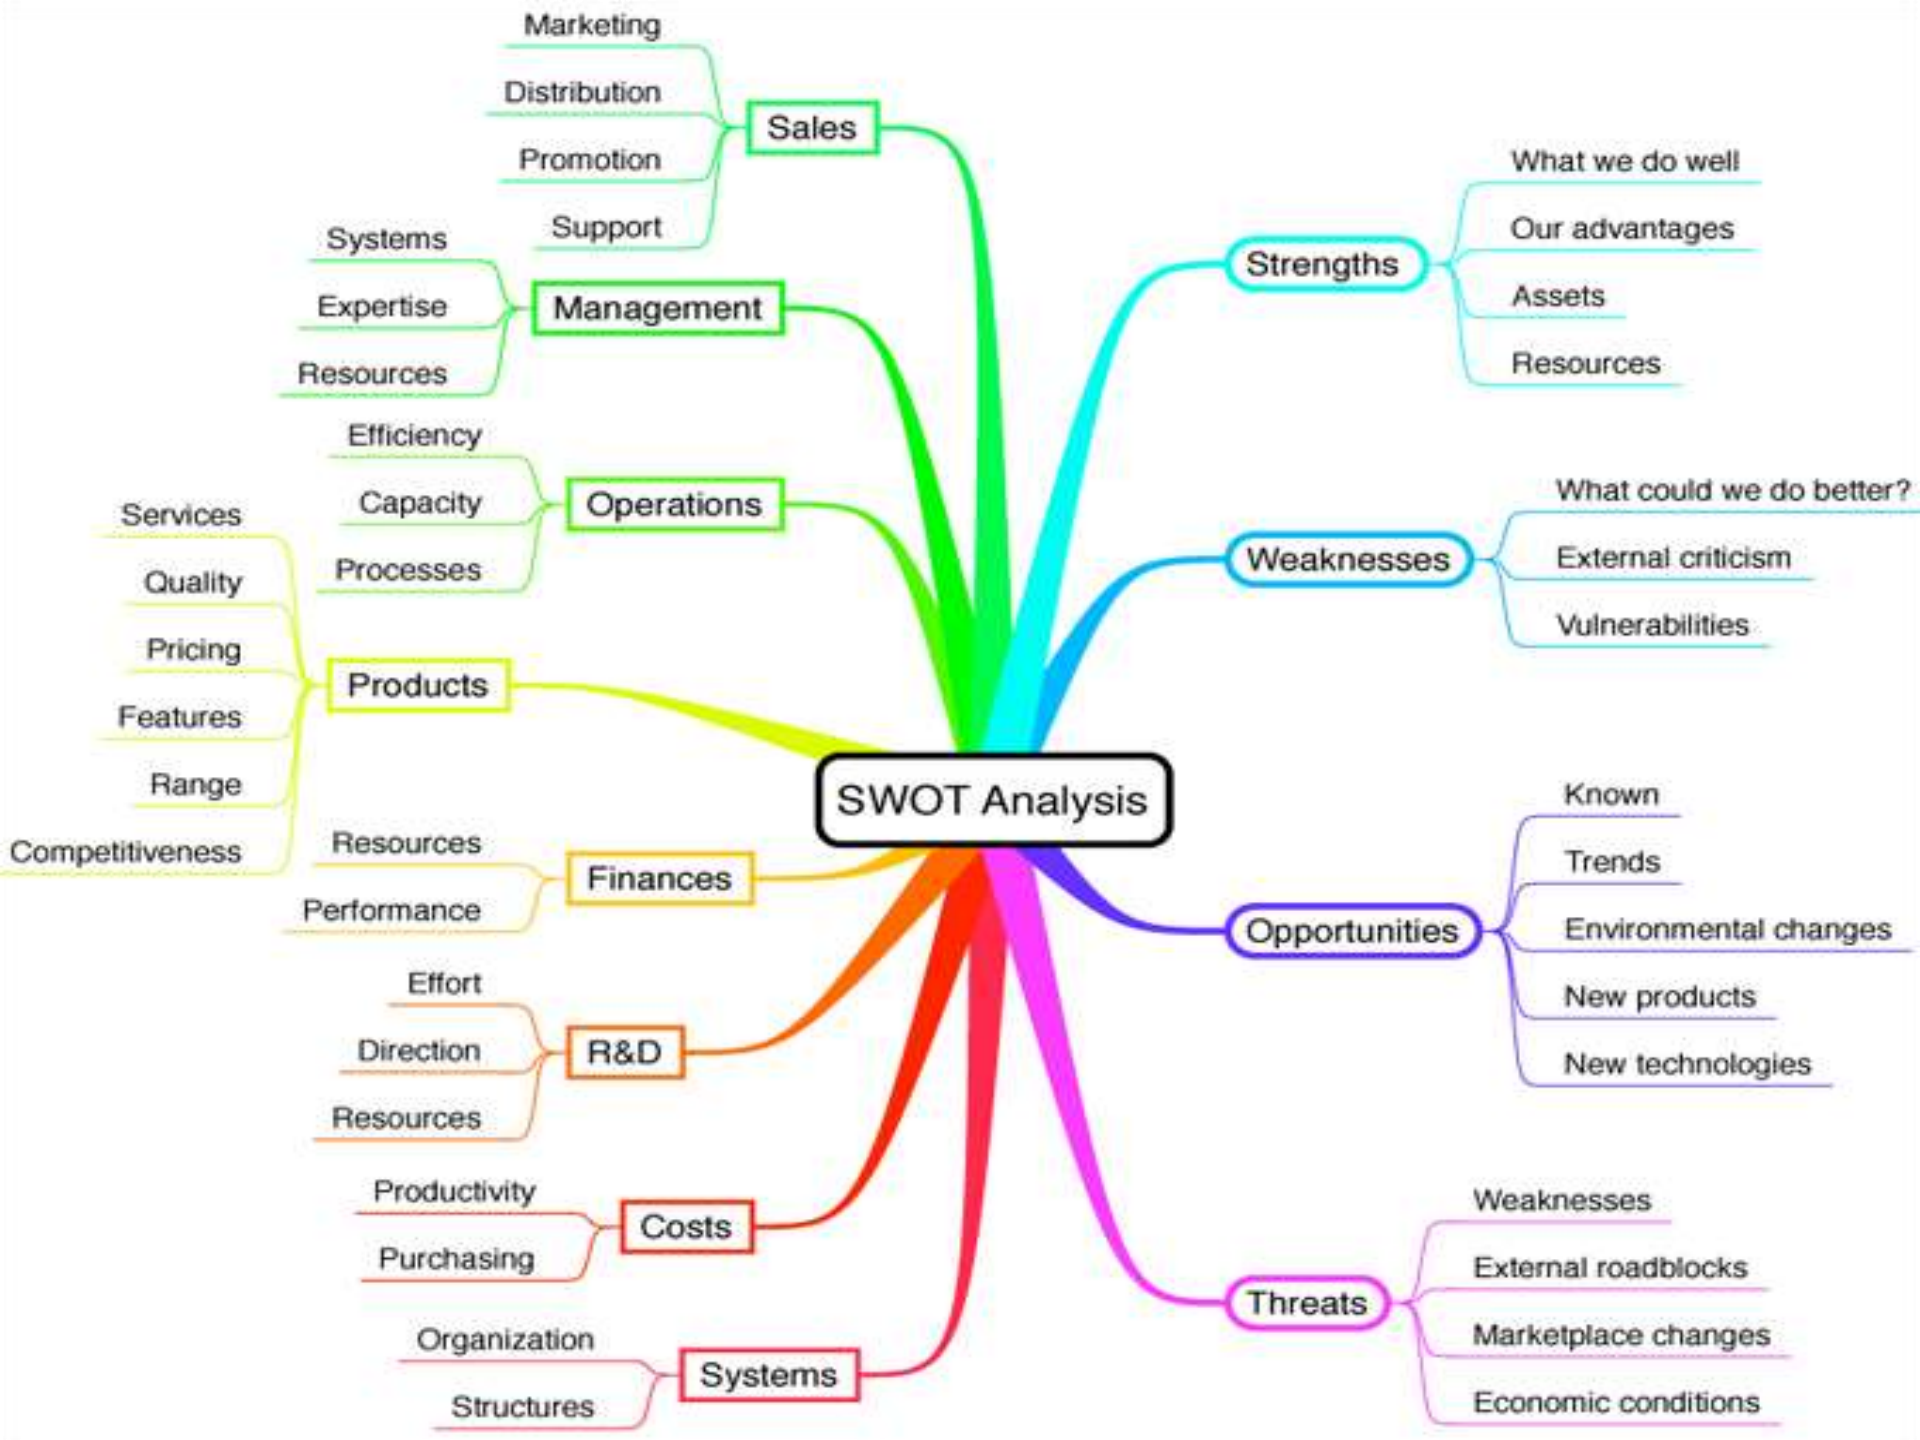 Marketing
Distribution
Promotion
Support
Sales
Systems
Expertise
Resources
Management
Efficiency
Capacity
Processes
Operations
Services
Quality
Pricing
Features
Range
Competitiveness
Products
Resources
Performance
Finances
Effort
Direction
Resources
R&D
Productivity
Purchasing
Costs
Organization
Structures
Systems
SWOT Analysis
Strengths
What we do well
Our advantages
Assets
Resources
Weaknesses
What could we do better?
External criticism
Vulnerabilities
Opportunities
Known
Trends
Environmental changes
New products
New technologies
Threats
Weaknesses
External roadblocks
Marketplace changes
Economic conditions